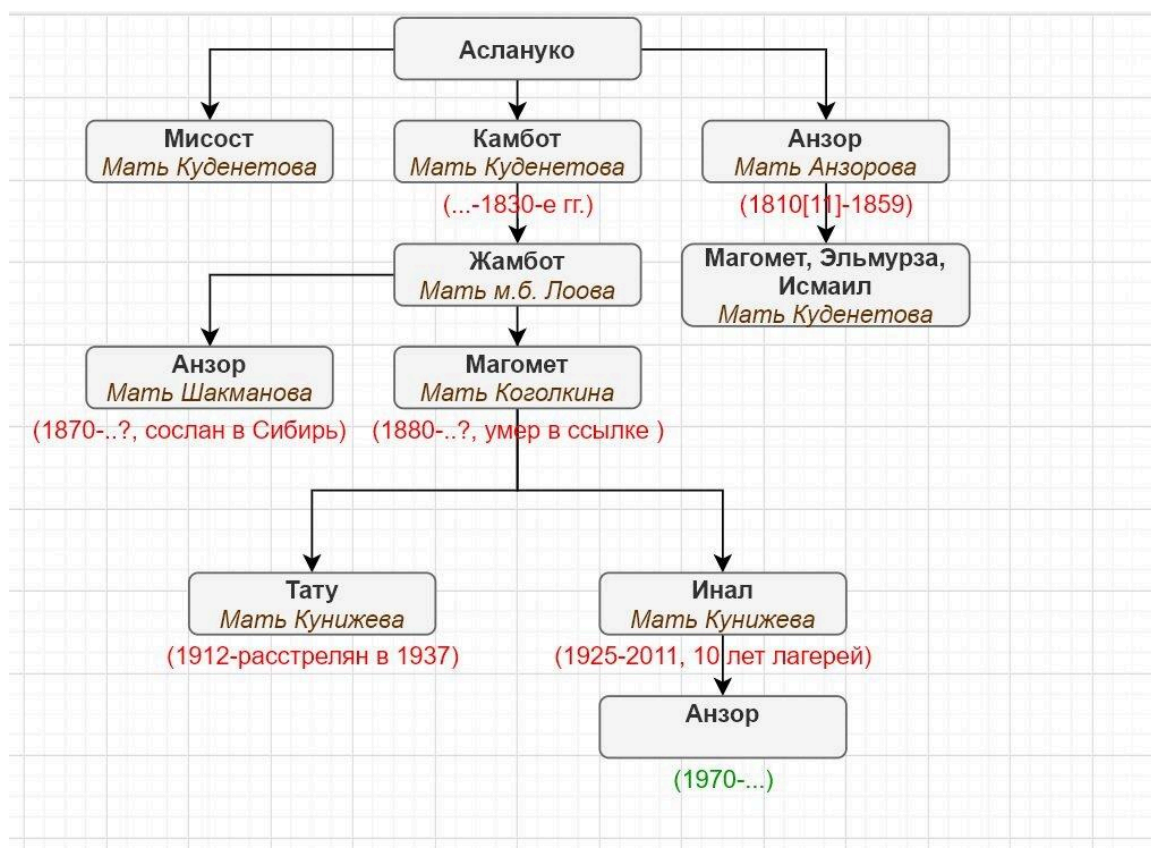 Аслануко
Мисост
Мать Куденетова
Камбот
Мать Куденетова
(...-1830-е гг.)
Анзор
Мать Анзорова
(1810[11]-1859)
Жамбот
Мать м.б. Лоова
Магомет, Эльмурза,
Исмаил
Мать Куденетова
Анзор
Мать Шакманова
(1870-..?, сослан в Сибирь)
Магомет
Мать Коголкина
(1880-..?, умер в ссылке )
Тату
Мать Кунижева
(1912-расстрелян в 1937)
Инал
Мать Кунижева
(1925-2011, 10 лет лагерей)
Анзор
(1970-...)